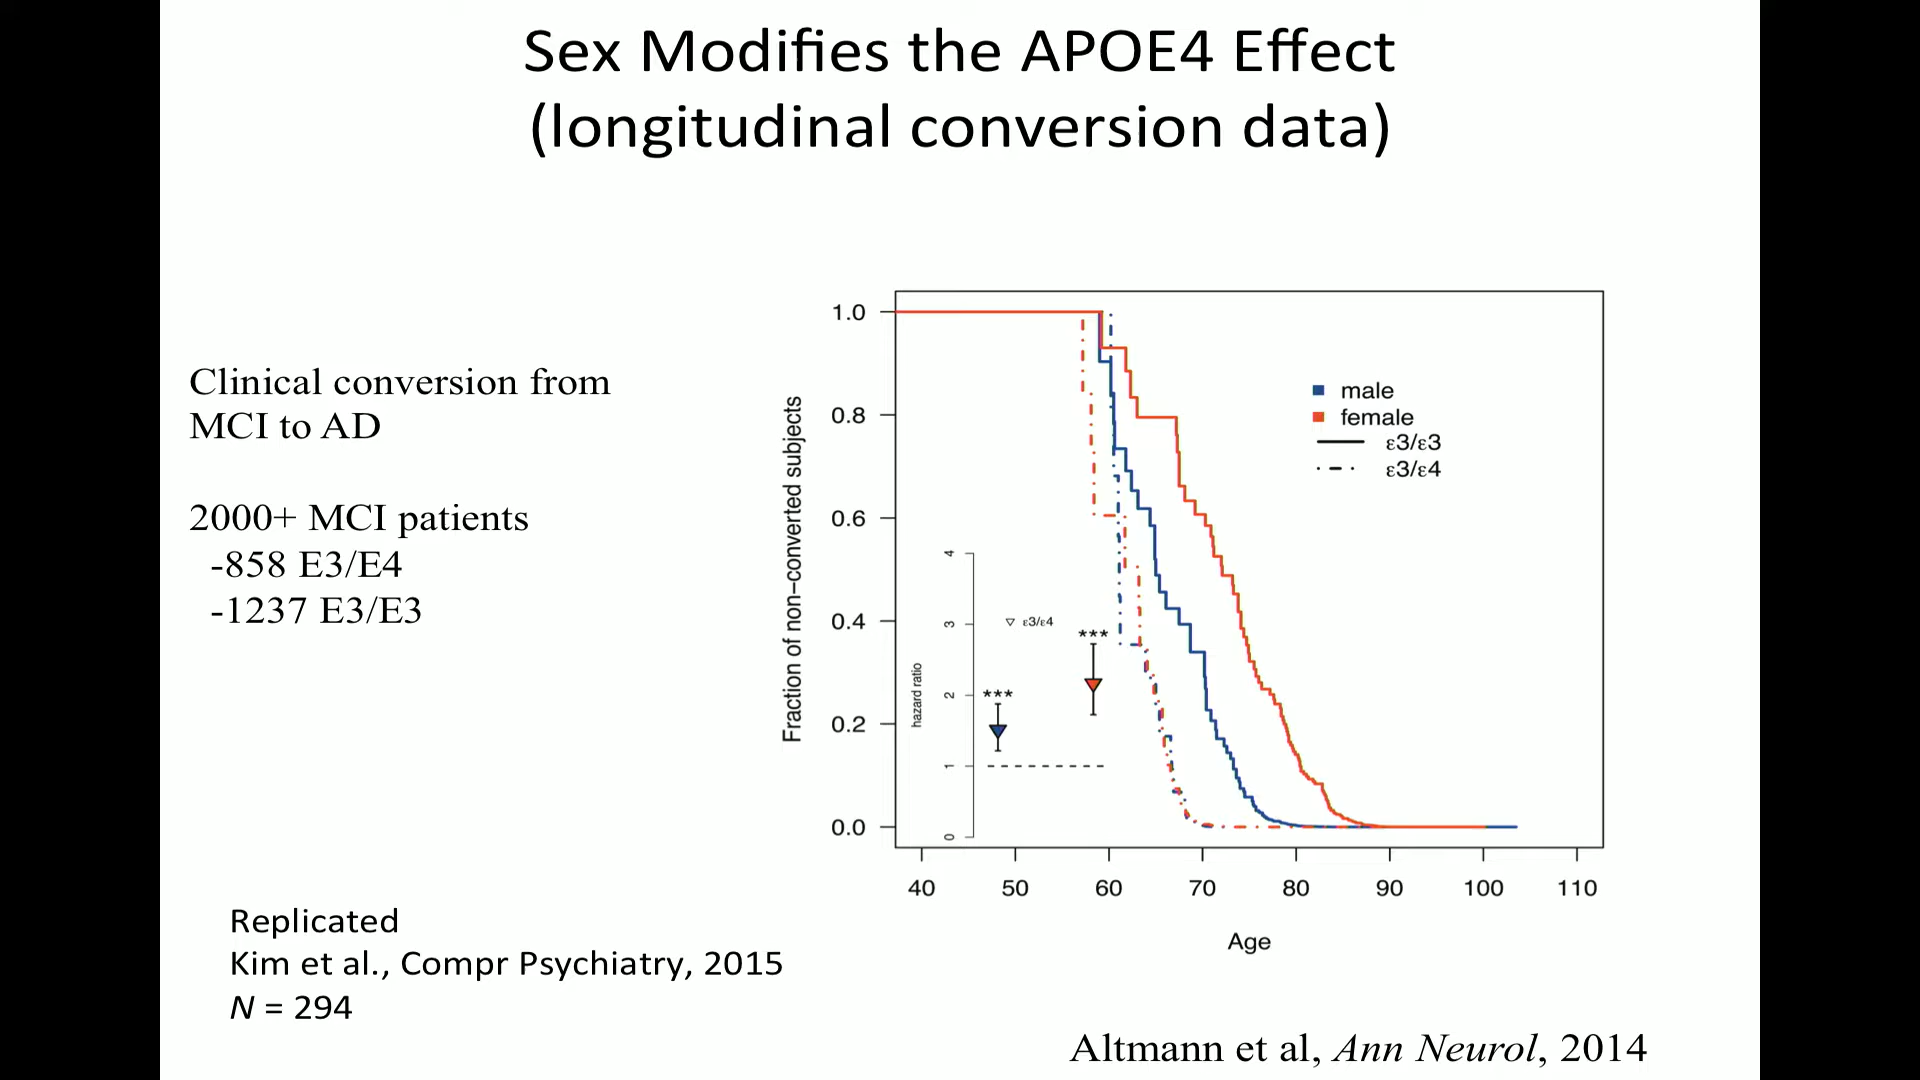 Sex Modifies the APOE4 Effect
(longitudinal conversion data)
Clinical conversion from
MCI to AD
2000+ MCI patients
-858 E3/E4
-1237 E3/E3
Replicated
Kim et al., Compr Psychiatry, 2015
N = 294
Fraction of non−converted subjects
1.0
0.8
0.6
0.4
0.2
0.0
male
female
ε3/ε3
ε3/ε4
hazard ratio
4
3
2
1
0
ε3/ε4
***
***
40 50 60 70 80 90 100 110
Age
Altmann et al, Ann Neurol, 2014